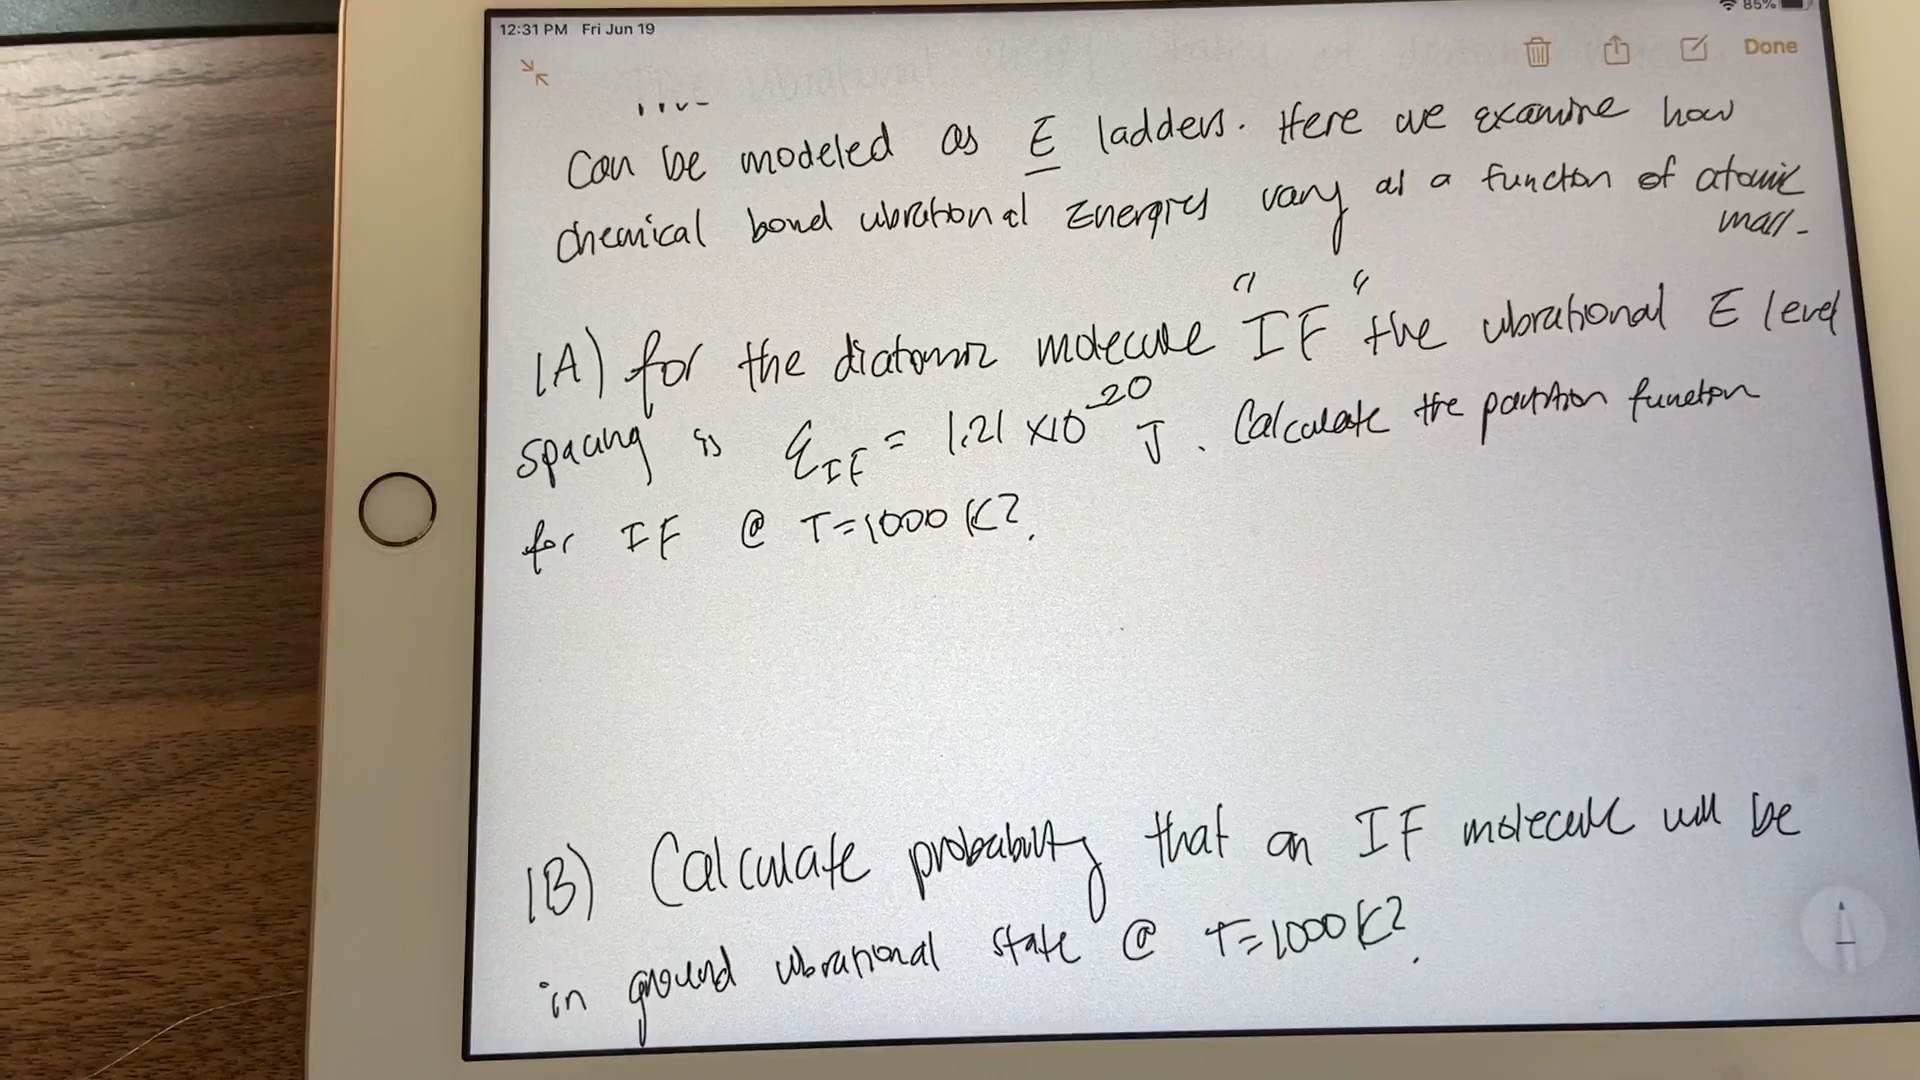 12:31 PM Fri Jun 19
85%
Done
Can be modeled as E ladders. Here we examine how
chemical bond vibrational Energies vary as a function of atomic
mass.
1A) for the diatomic molecule "IF" the vibrational E level
spacing is ℰIF = 1.21 x10-20 J. Calculate the partition function
for IF @ T=1000 K?.
1B) Calculate probability that an IF molecule will be
in ground vibrational state @ T=1000K?.